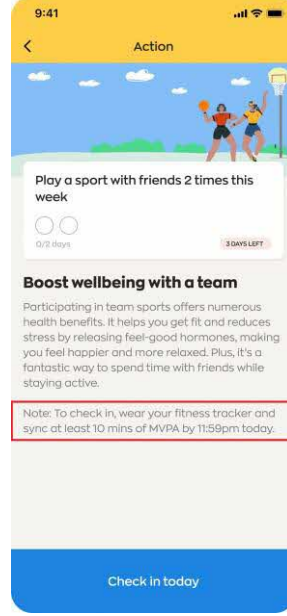 9:41
Action
Play a sport with friends 2 times this
week
0/2 days
3 DAYS LEFT
Boost wellbeing with a team
Participating in team sports offers numerous
health benefits. It helps you get fit and reduces
stress by releasing feel-good hormones, making
you feel happier and more relaxed. Plus, it's a
fantastic way to spend time with friends while
staying active.
Note: To check in, wear your fitness tracker and
sync at least 10 mins of MVPA by 11:59pm today.
Check in today